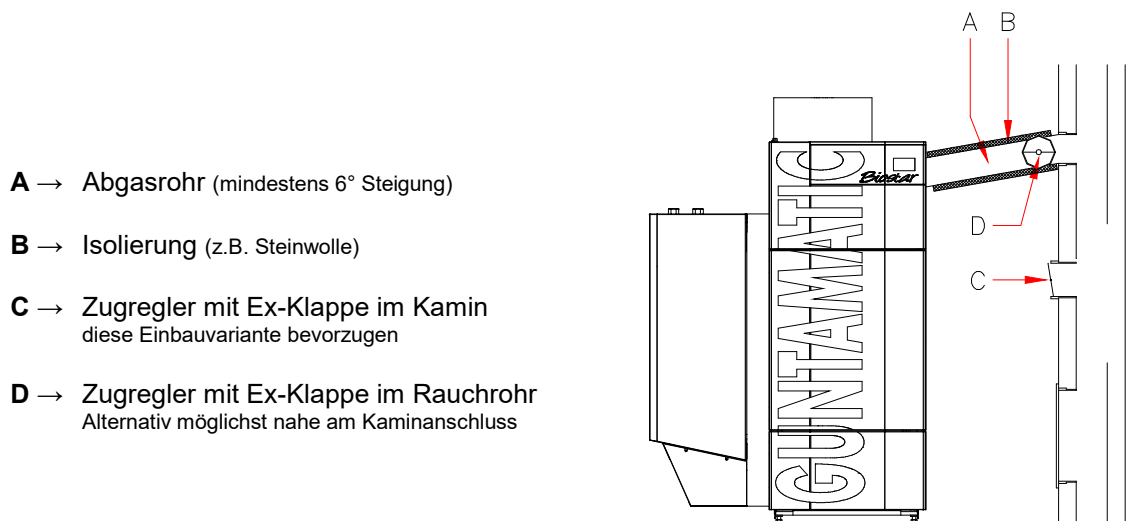 A → Abgasrohr (mindestens 6° Steigung)
B → Isolierung (z.B. Steinwolle)
C → Zugregler mit Ex-Klappe im Kamin
diese Einbauvariante bevorzugen
D → Zugregler mit Ex-Klappe im Rauchrohr
Alternativ möglichst nahe am Kaminanschluss
A B
Biostar
GUNTAMATIC
D
C